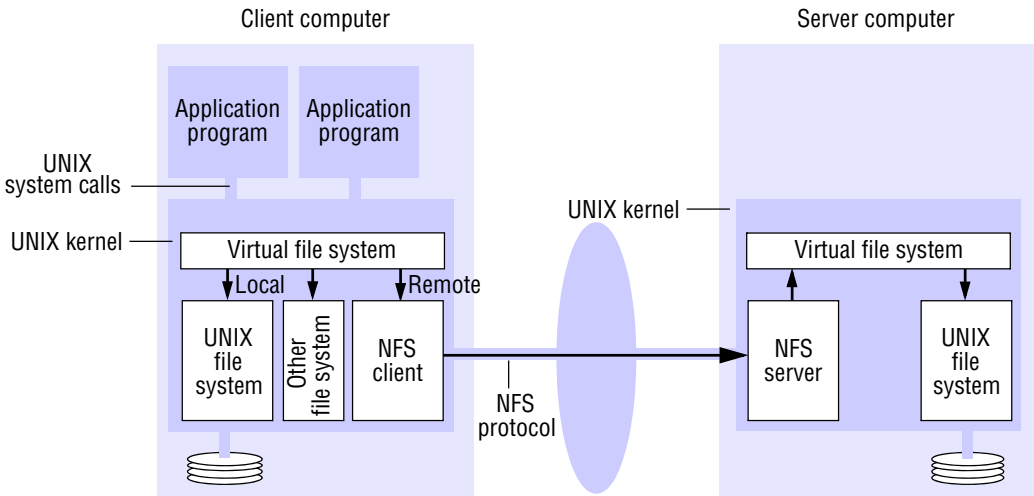 Client computer
Server computer
Application
program
Application
program
UNIX
system calls
UNIX kernel
UNIX kernel
Virtual file system
Virtual file system
Local
Remote
UNIX
file
system
Other
file system
NFS
client
NFS
protocol
NFS
server
UNIX
file
system